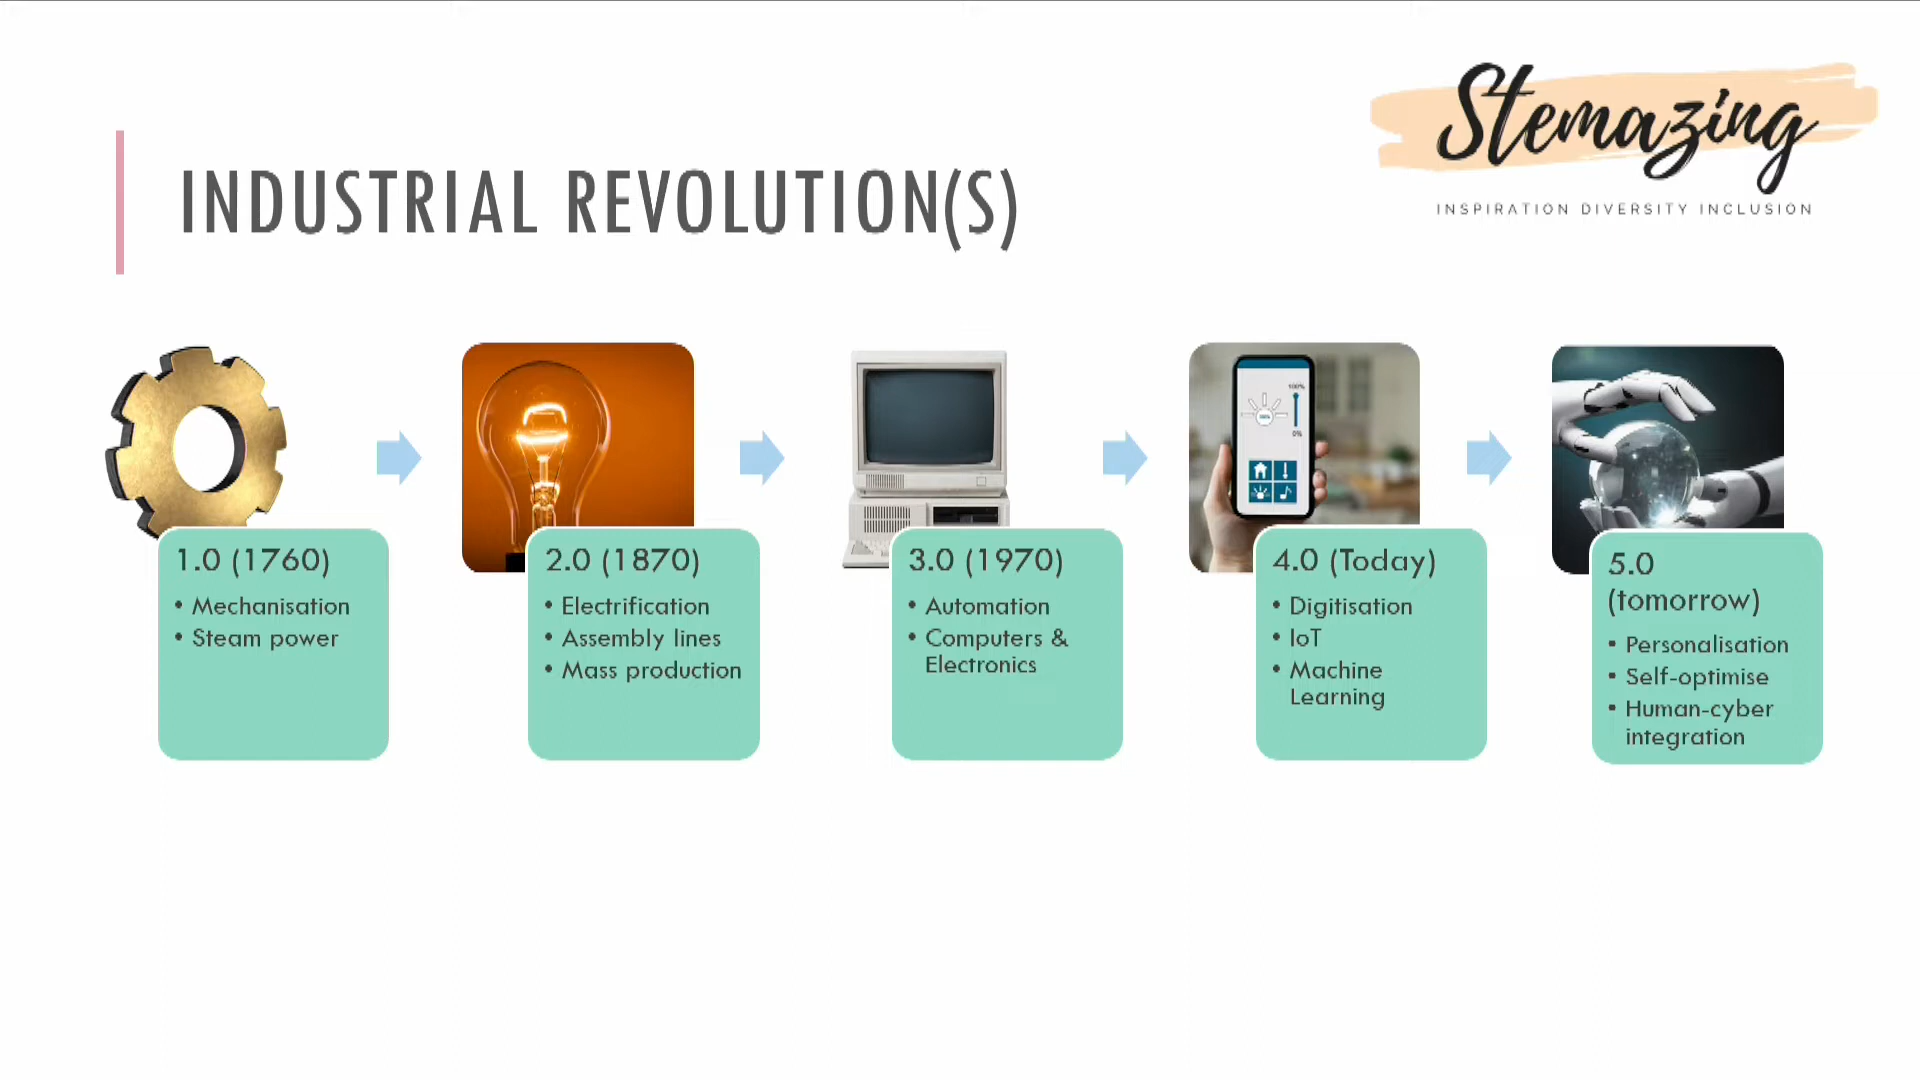 Stemazing
INSPIRATION DIVERSITY INCLUSION
INDUSTRIAL REVOLUTION(S)
1.0 (1760)
• Mechanisation
• Steam power
2.0 (1870)
• Electrification
• Assembly lines
• Mass production
3.0 (1970)
• Automation
• Computers &
Electronics
100%
0%
4.0 (Today)
• Digitisation
• IoT
• Machine
Learning
5.0
(tomorrow)
• Personalisation
• Self-optimise
• Human-cyber
integration